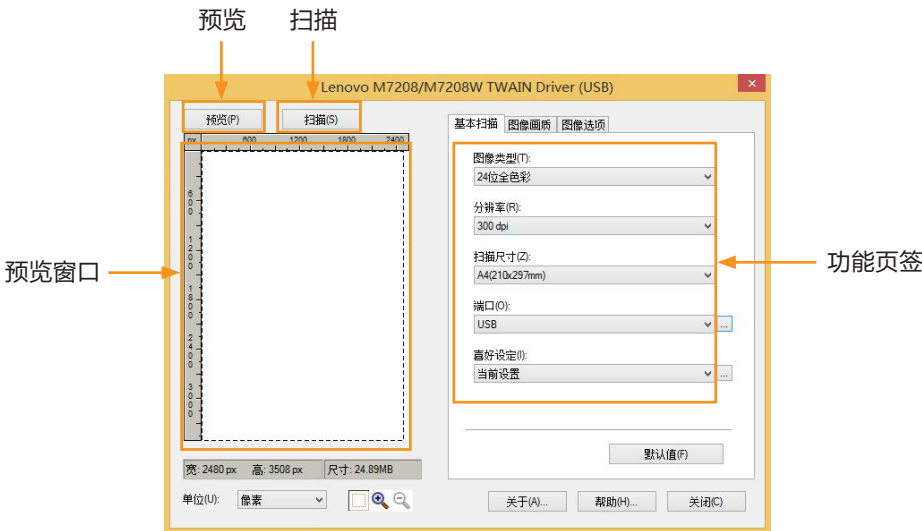 预览 扫描
Lenovo M7208/M7208W TWAIN Driver (USB)
预览(P) 扫描(S)
基本扫描 图像画质 图像选项
px 600 1200 1800 2400
图像类型(T):
24位全色彩
600
分辨率(R):
300 dpi
1200
扫描尺寸(Z):
A4(210x297mm)
预览窗口
功能页签
1800
端口(O):
USB
...
2400
喜好设定(I):
当前设置
...
3000
默认值(F)
宽: 2480 px 高: 3508 px 尺寸: 24.89MB
单位(U): 像素
关于(A)... 帮助(H)... 关闭(C)